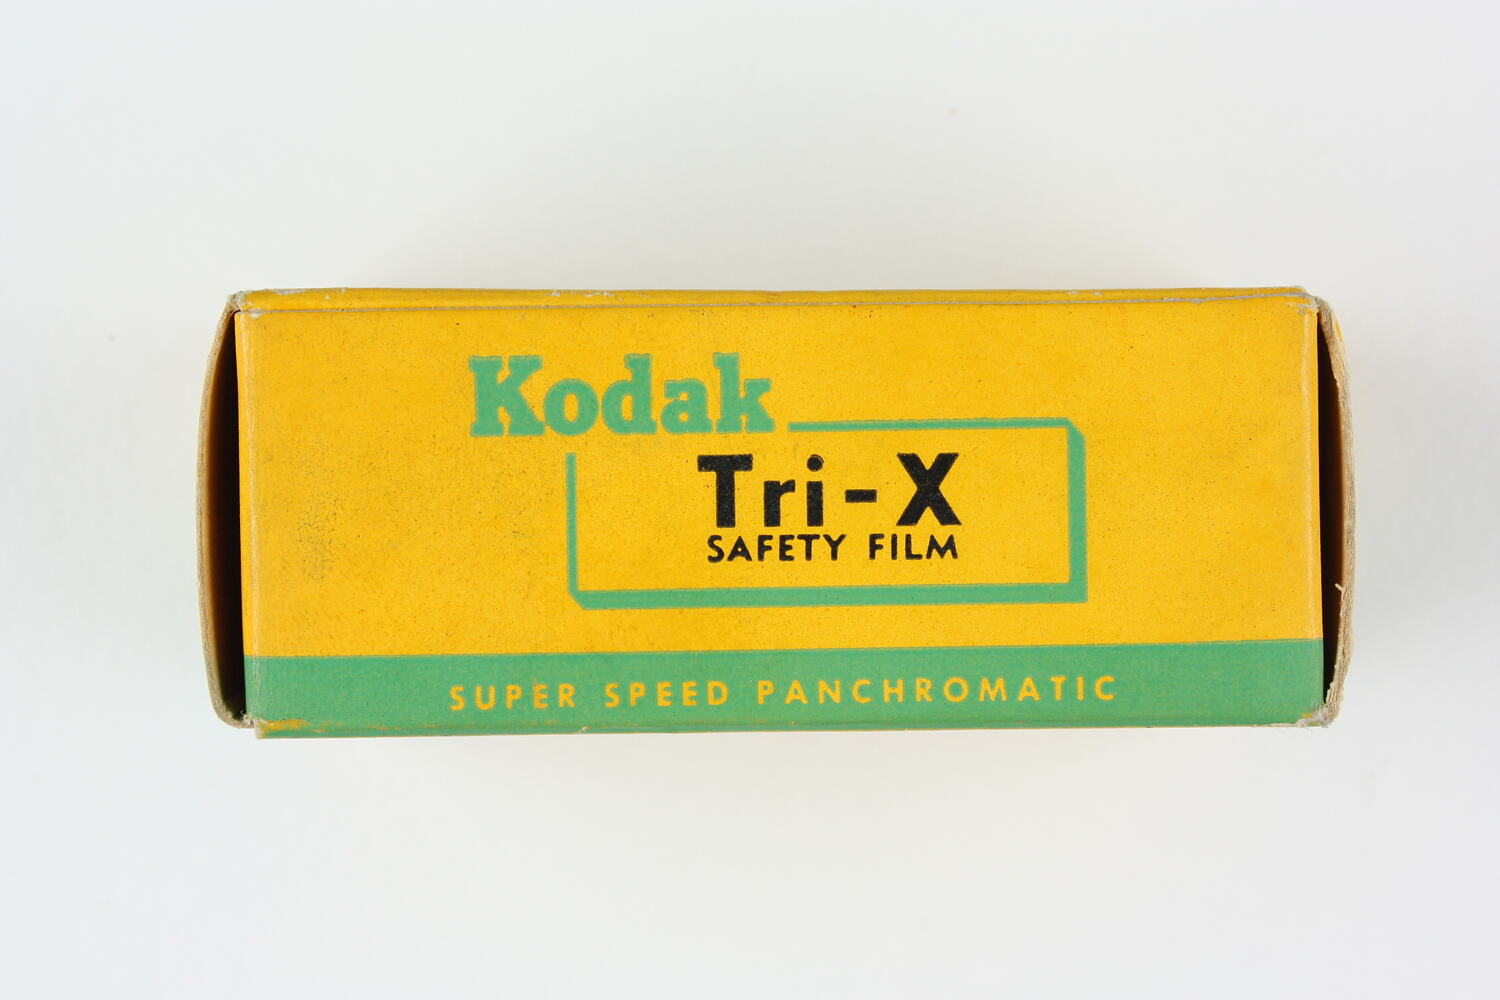 Kodak
Tri-X
SAFETY FILM
SUPER SPEED PANCHROMATIC